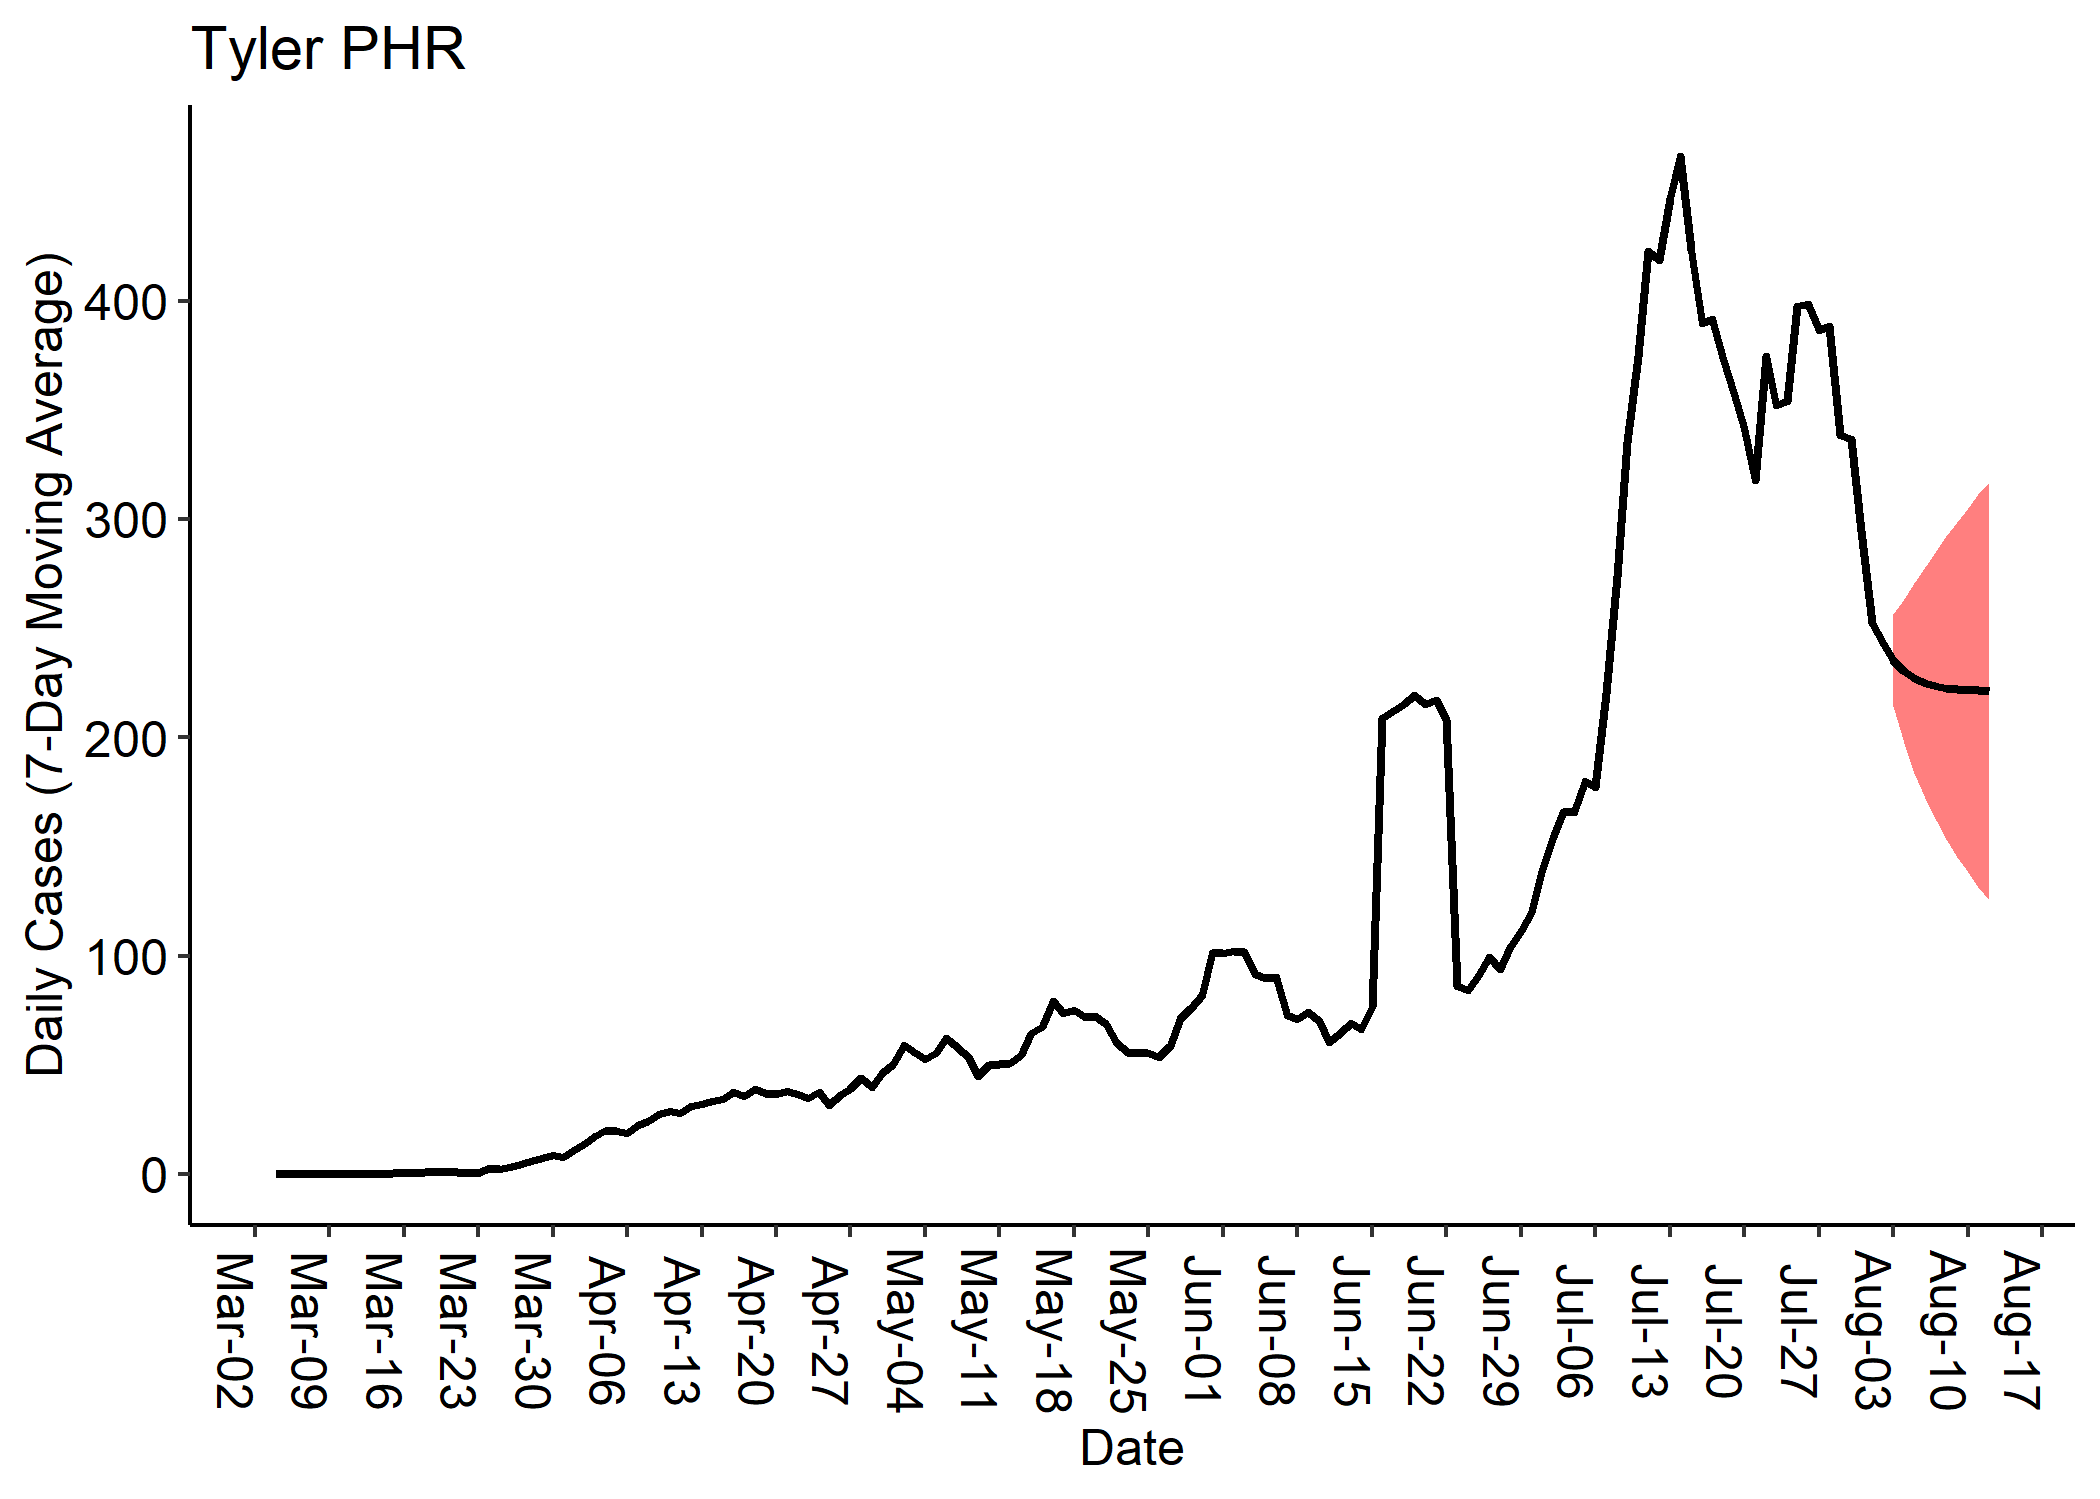 Tyler PHR
Daily Cases (7-Day Moving Average)
400
300
200
100
0
Mar-02
Mar-09
Mar-16
Mar-23
Mar-30
Apr-06
Apr-13
Apr-20
Apr-27
May-04
May-11
May-18
May-25
Jun-01
Jun-08
Jun-15
Jun-22
Jun-29
Jul-06
Jul-13
Jul-20
Jul-27
Aug-03
Aug-10
Aug-17
Date